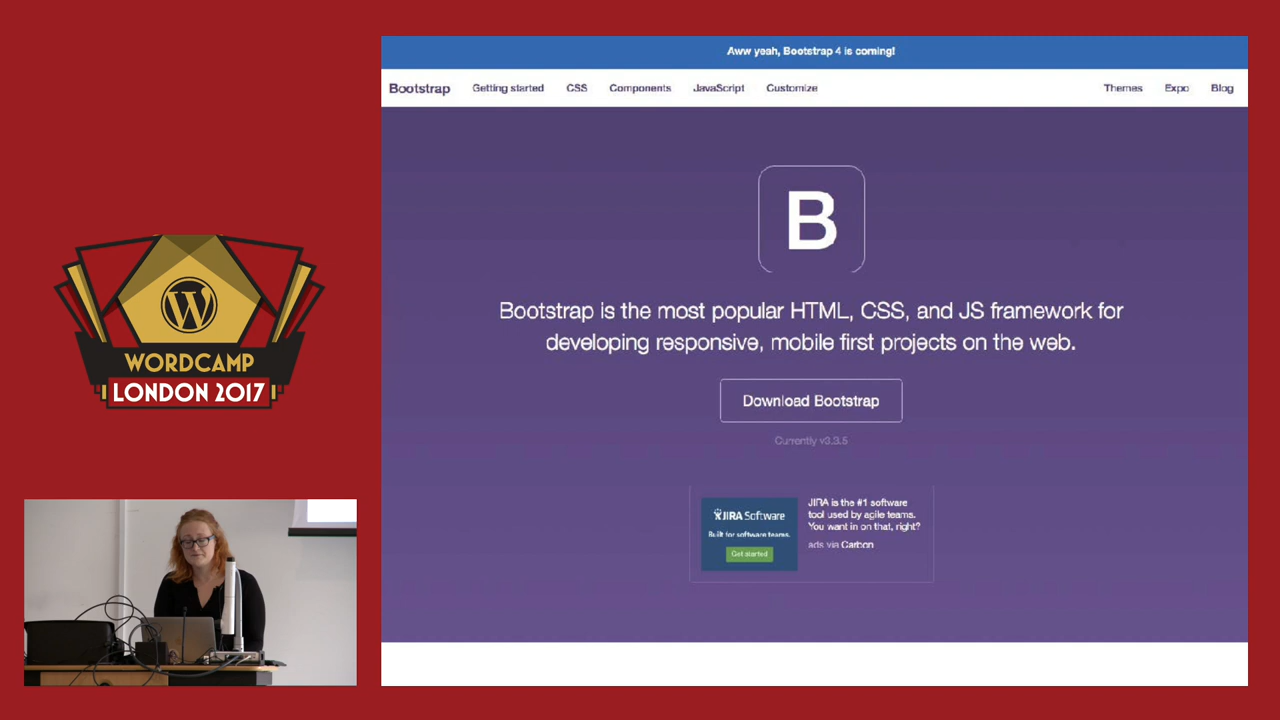 Aww yeah, Bootstrap 4 is coming!
Bootstrap Getting started CSS Components JavaScript Customize Themes Expo Blog
B
Bootstrap is the most popular HTML, CSS, and JS framework for
developing responsive, mobile first projects on the web.
Download Bootstrap
Currently v3.3.5
JIRA Software
Built for software teams.
Get started
JIRA is the #1 software
tool used by agile teams.
You want in on that, right?
ads via Carbon
W
WORDCAMP
LONDON 2017